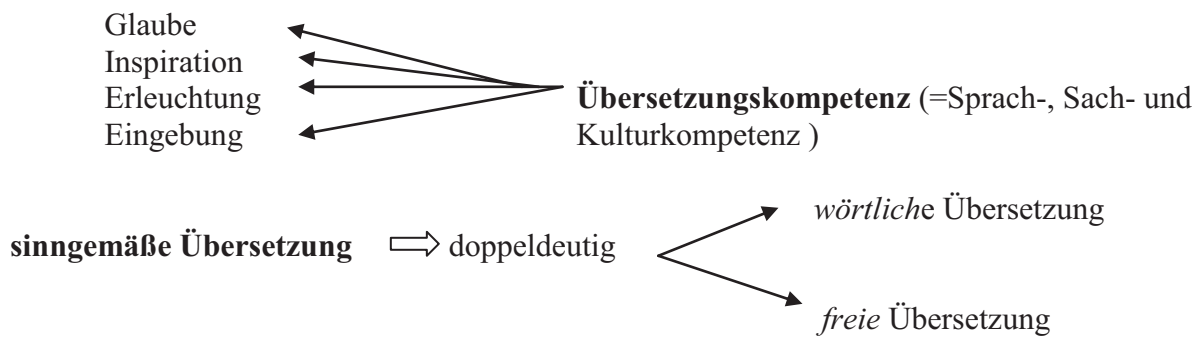 Glaube
Inspiration
Erleuchtung
Eingebung
Übersetzungskompetenz (=Sprach-, Sach- und
Kulturkompetenz )
wörtliche Übersetzung
sinngemäße Übersetzung
doppeldeutig
freie Übersetzung